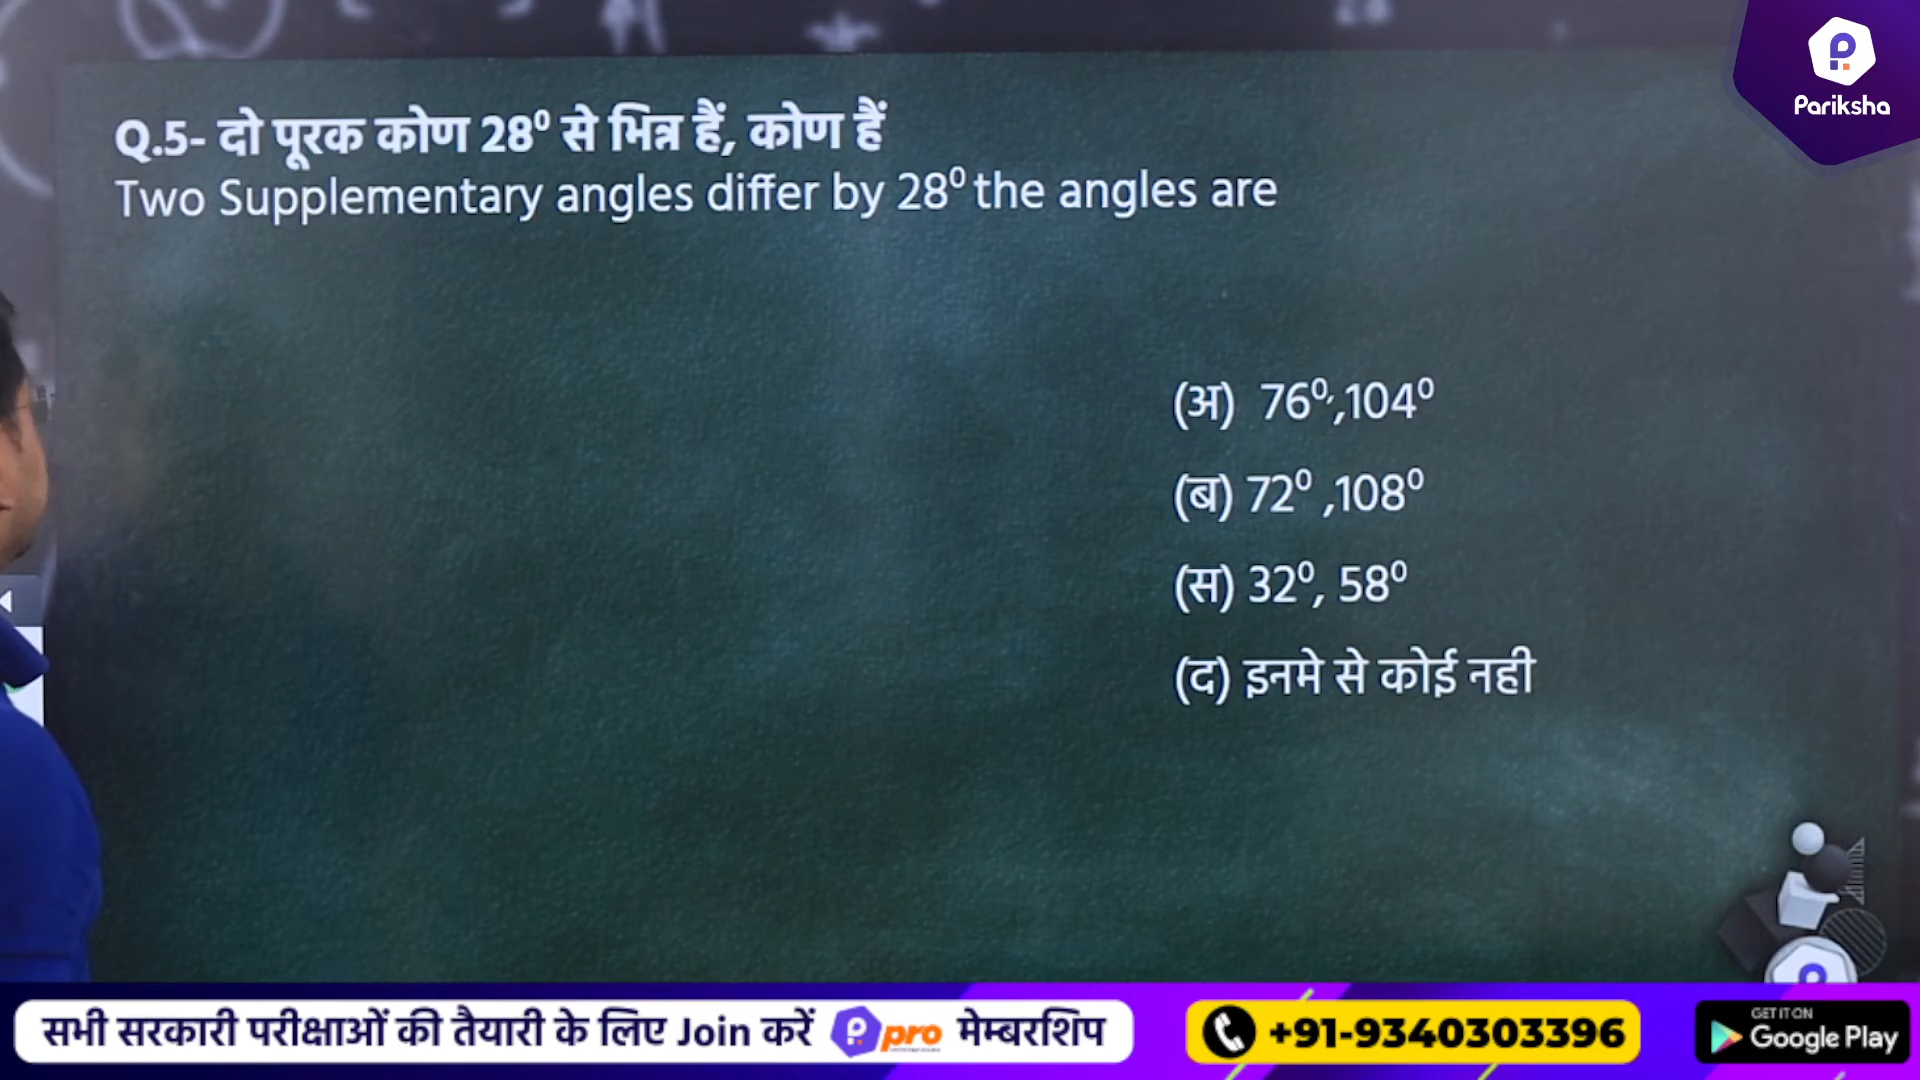 Pariksha
Q.5- दो पूरक कोण 28⁰ से भिन्न हैं, कोण हैं
Two Supplementary angles differ by 28⁰ the angles are
(अ) 76⁰,,104⁰
(ब) 72⁰ ,108⁰
(स) 32⁰, 58⁰
(द) इनमे से कोई नही
सभी सरकारी परीक्षाओं की तैयारी के लिए Join करें pro मेम्बरशिप
+91-9340303396
GET IT ON
Google Play